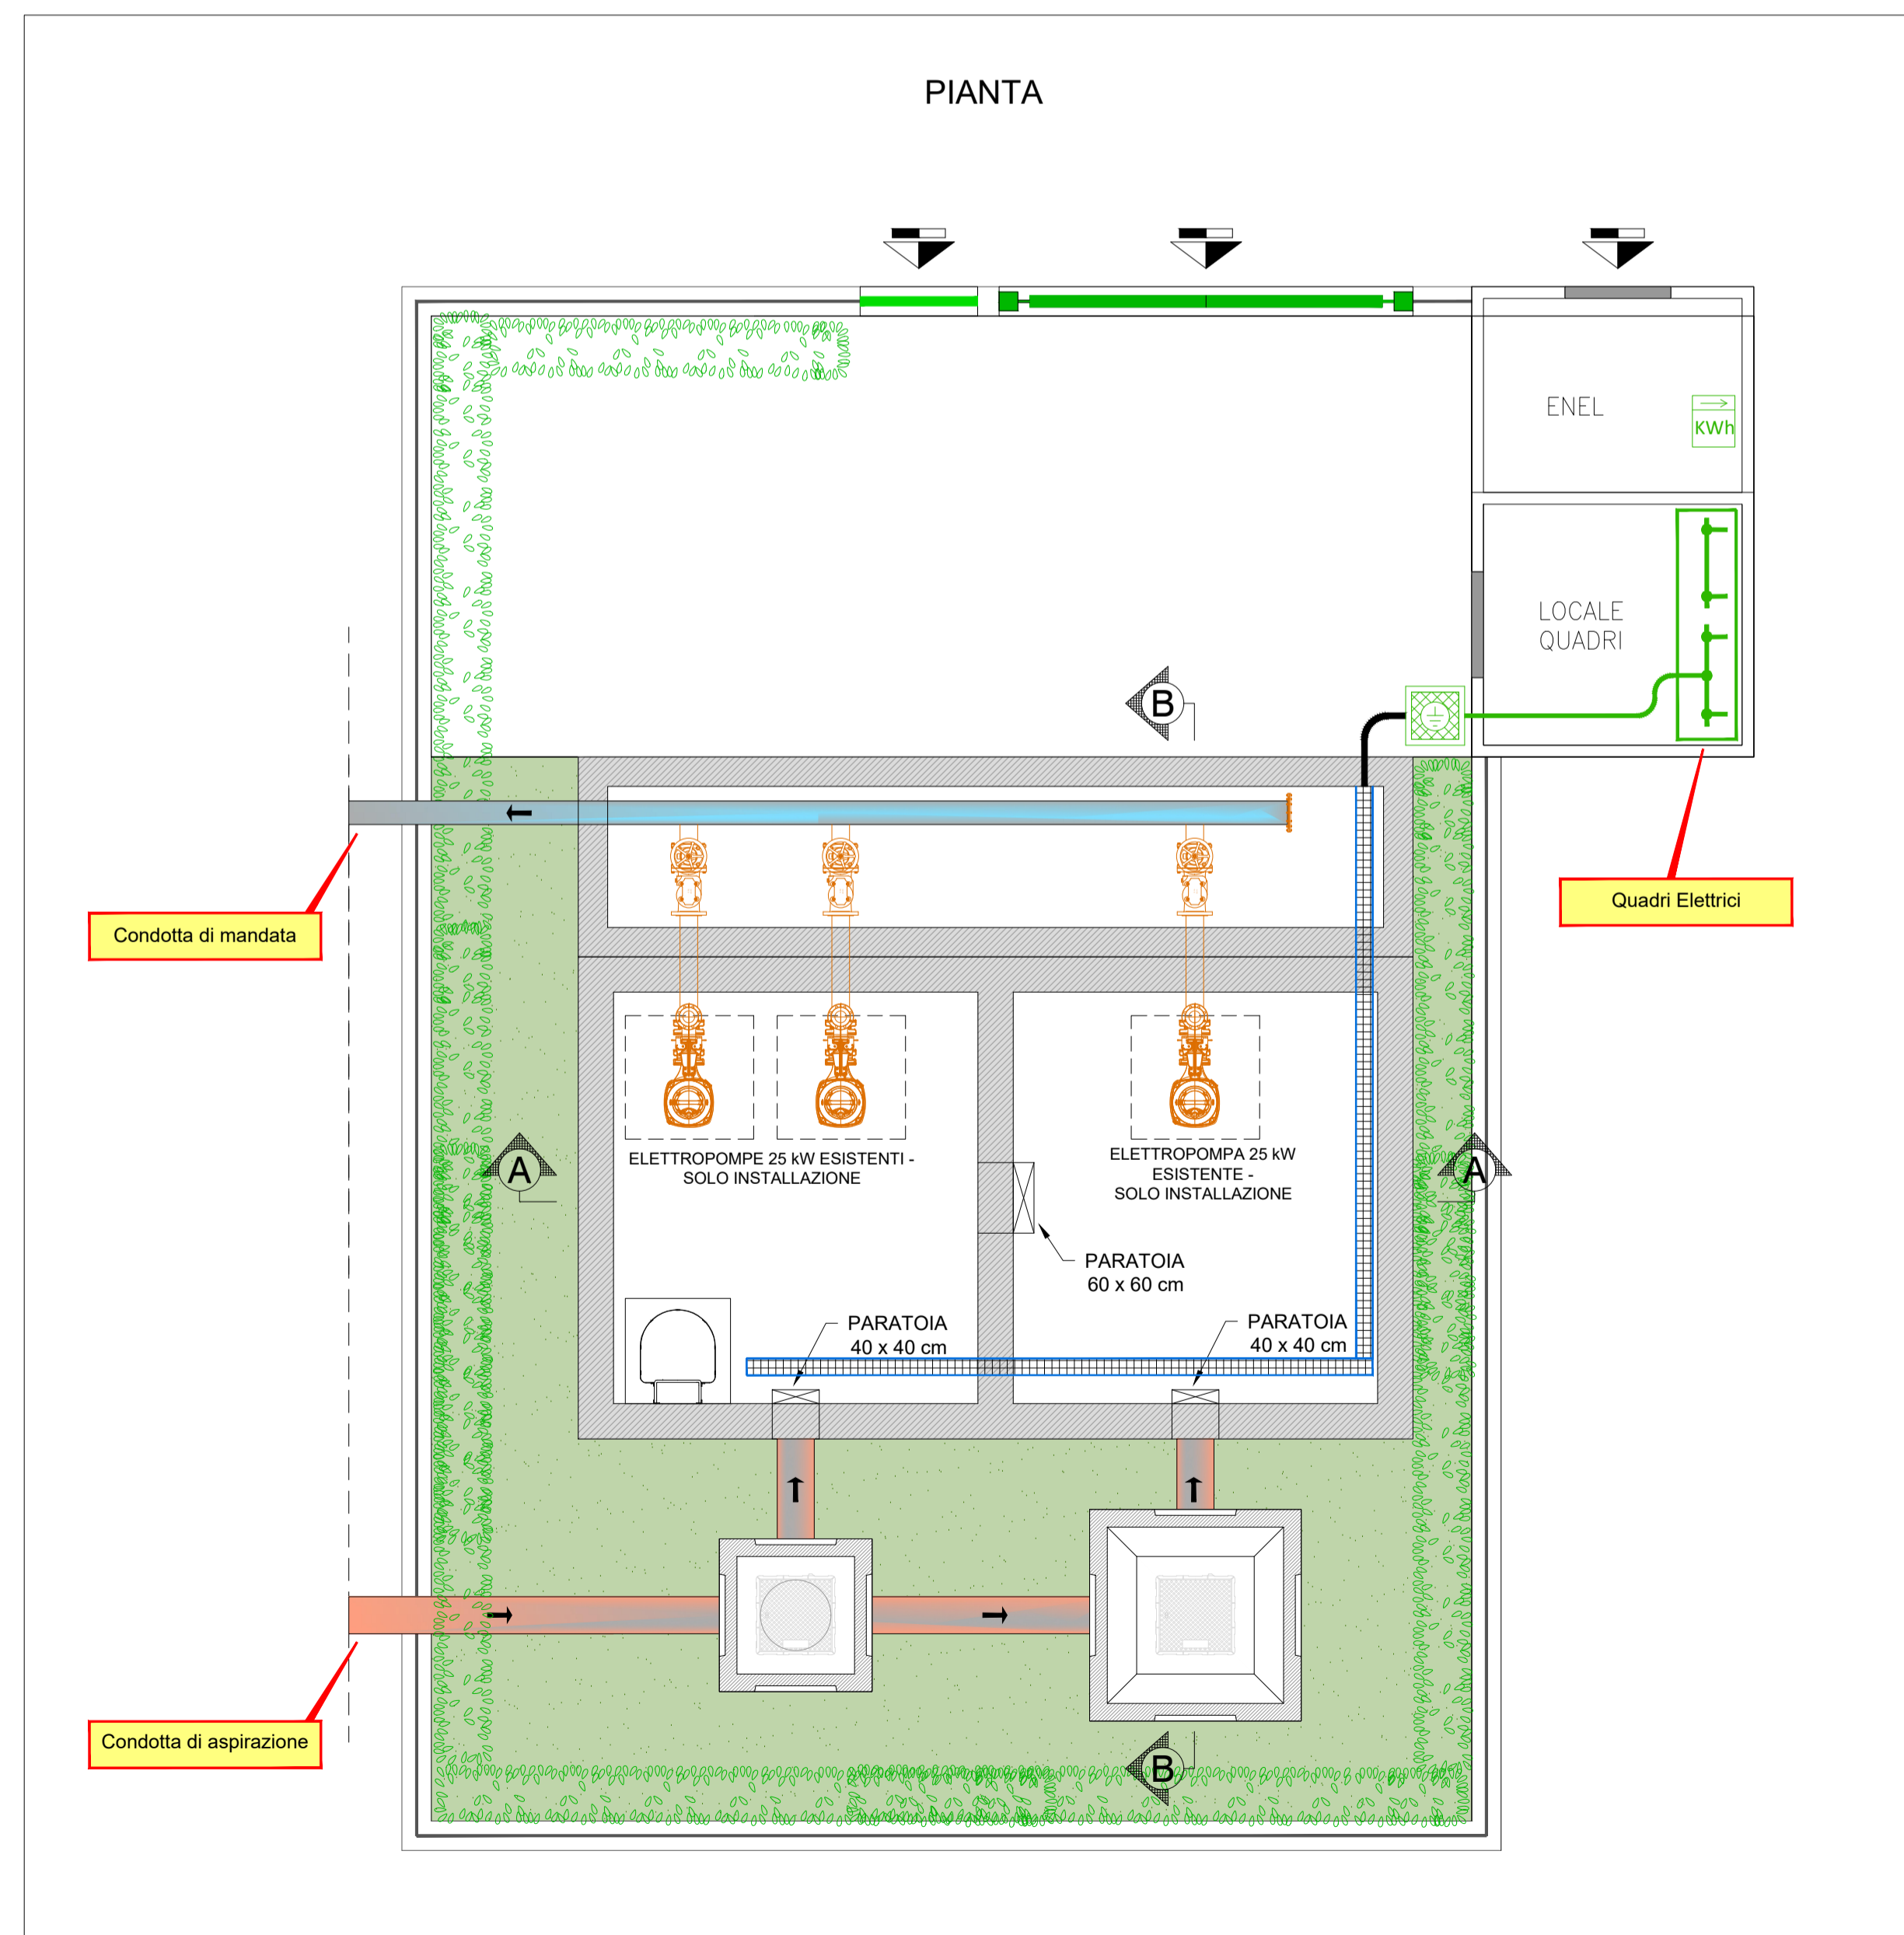 PIANTA
ENEL
KWh
LOCALE
QUADRI
B
Quadri Elettrici
Condotta di mandata
ELETTROPOMPE 25 kW ESISTENTI -
SOLO INSTALLAZIONE
ELETTROPOMPA 25 kW
ESISTENTE -
SOLO INSTALLAZIONE
A
A
PARATOIA
60 x 60 cm
PARATOIA
40 x 40 cm
PARATOIA
40 x 40 cm
Condotta di aspirazione
B